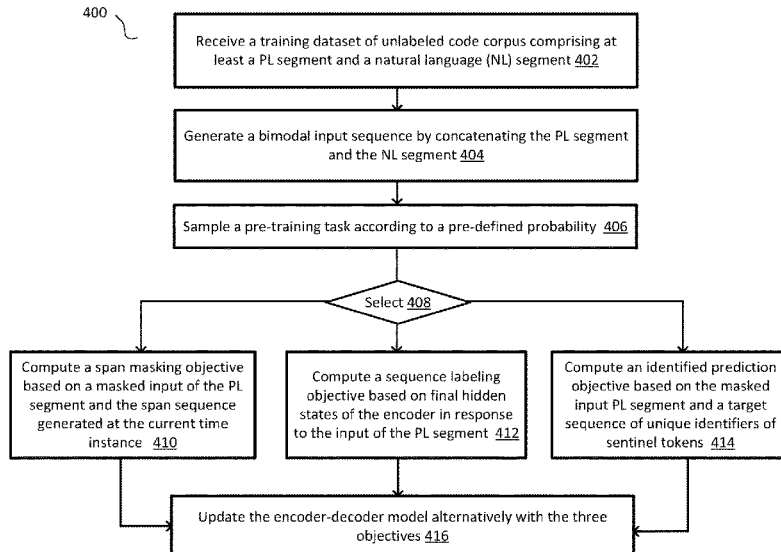 400
Receive a training dataset of unlabeled code corpus comprising at
least a PL segment and a natural language (NL) segment 402
Generate a bimodal input sequence by concatenating the PL segment
and the NL segment 404
Sample a pre-training task according to a pre-defined probability 406
Select 408
Compute a span masking objective
based on a masked input of the PL
segment and the span sequence
generated at the current time
instance 410
Compute a sequence labeling
objective based on final hidden
states of the encoder in response
to the input of the PL segment 412
Compute an identified prediction
objective based on the masked
input PL segment and a target
sequence of unique identifiers of
sentinel tokens 414
Update the encoder-decoder model alternatively with the three
objectives 416